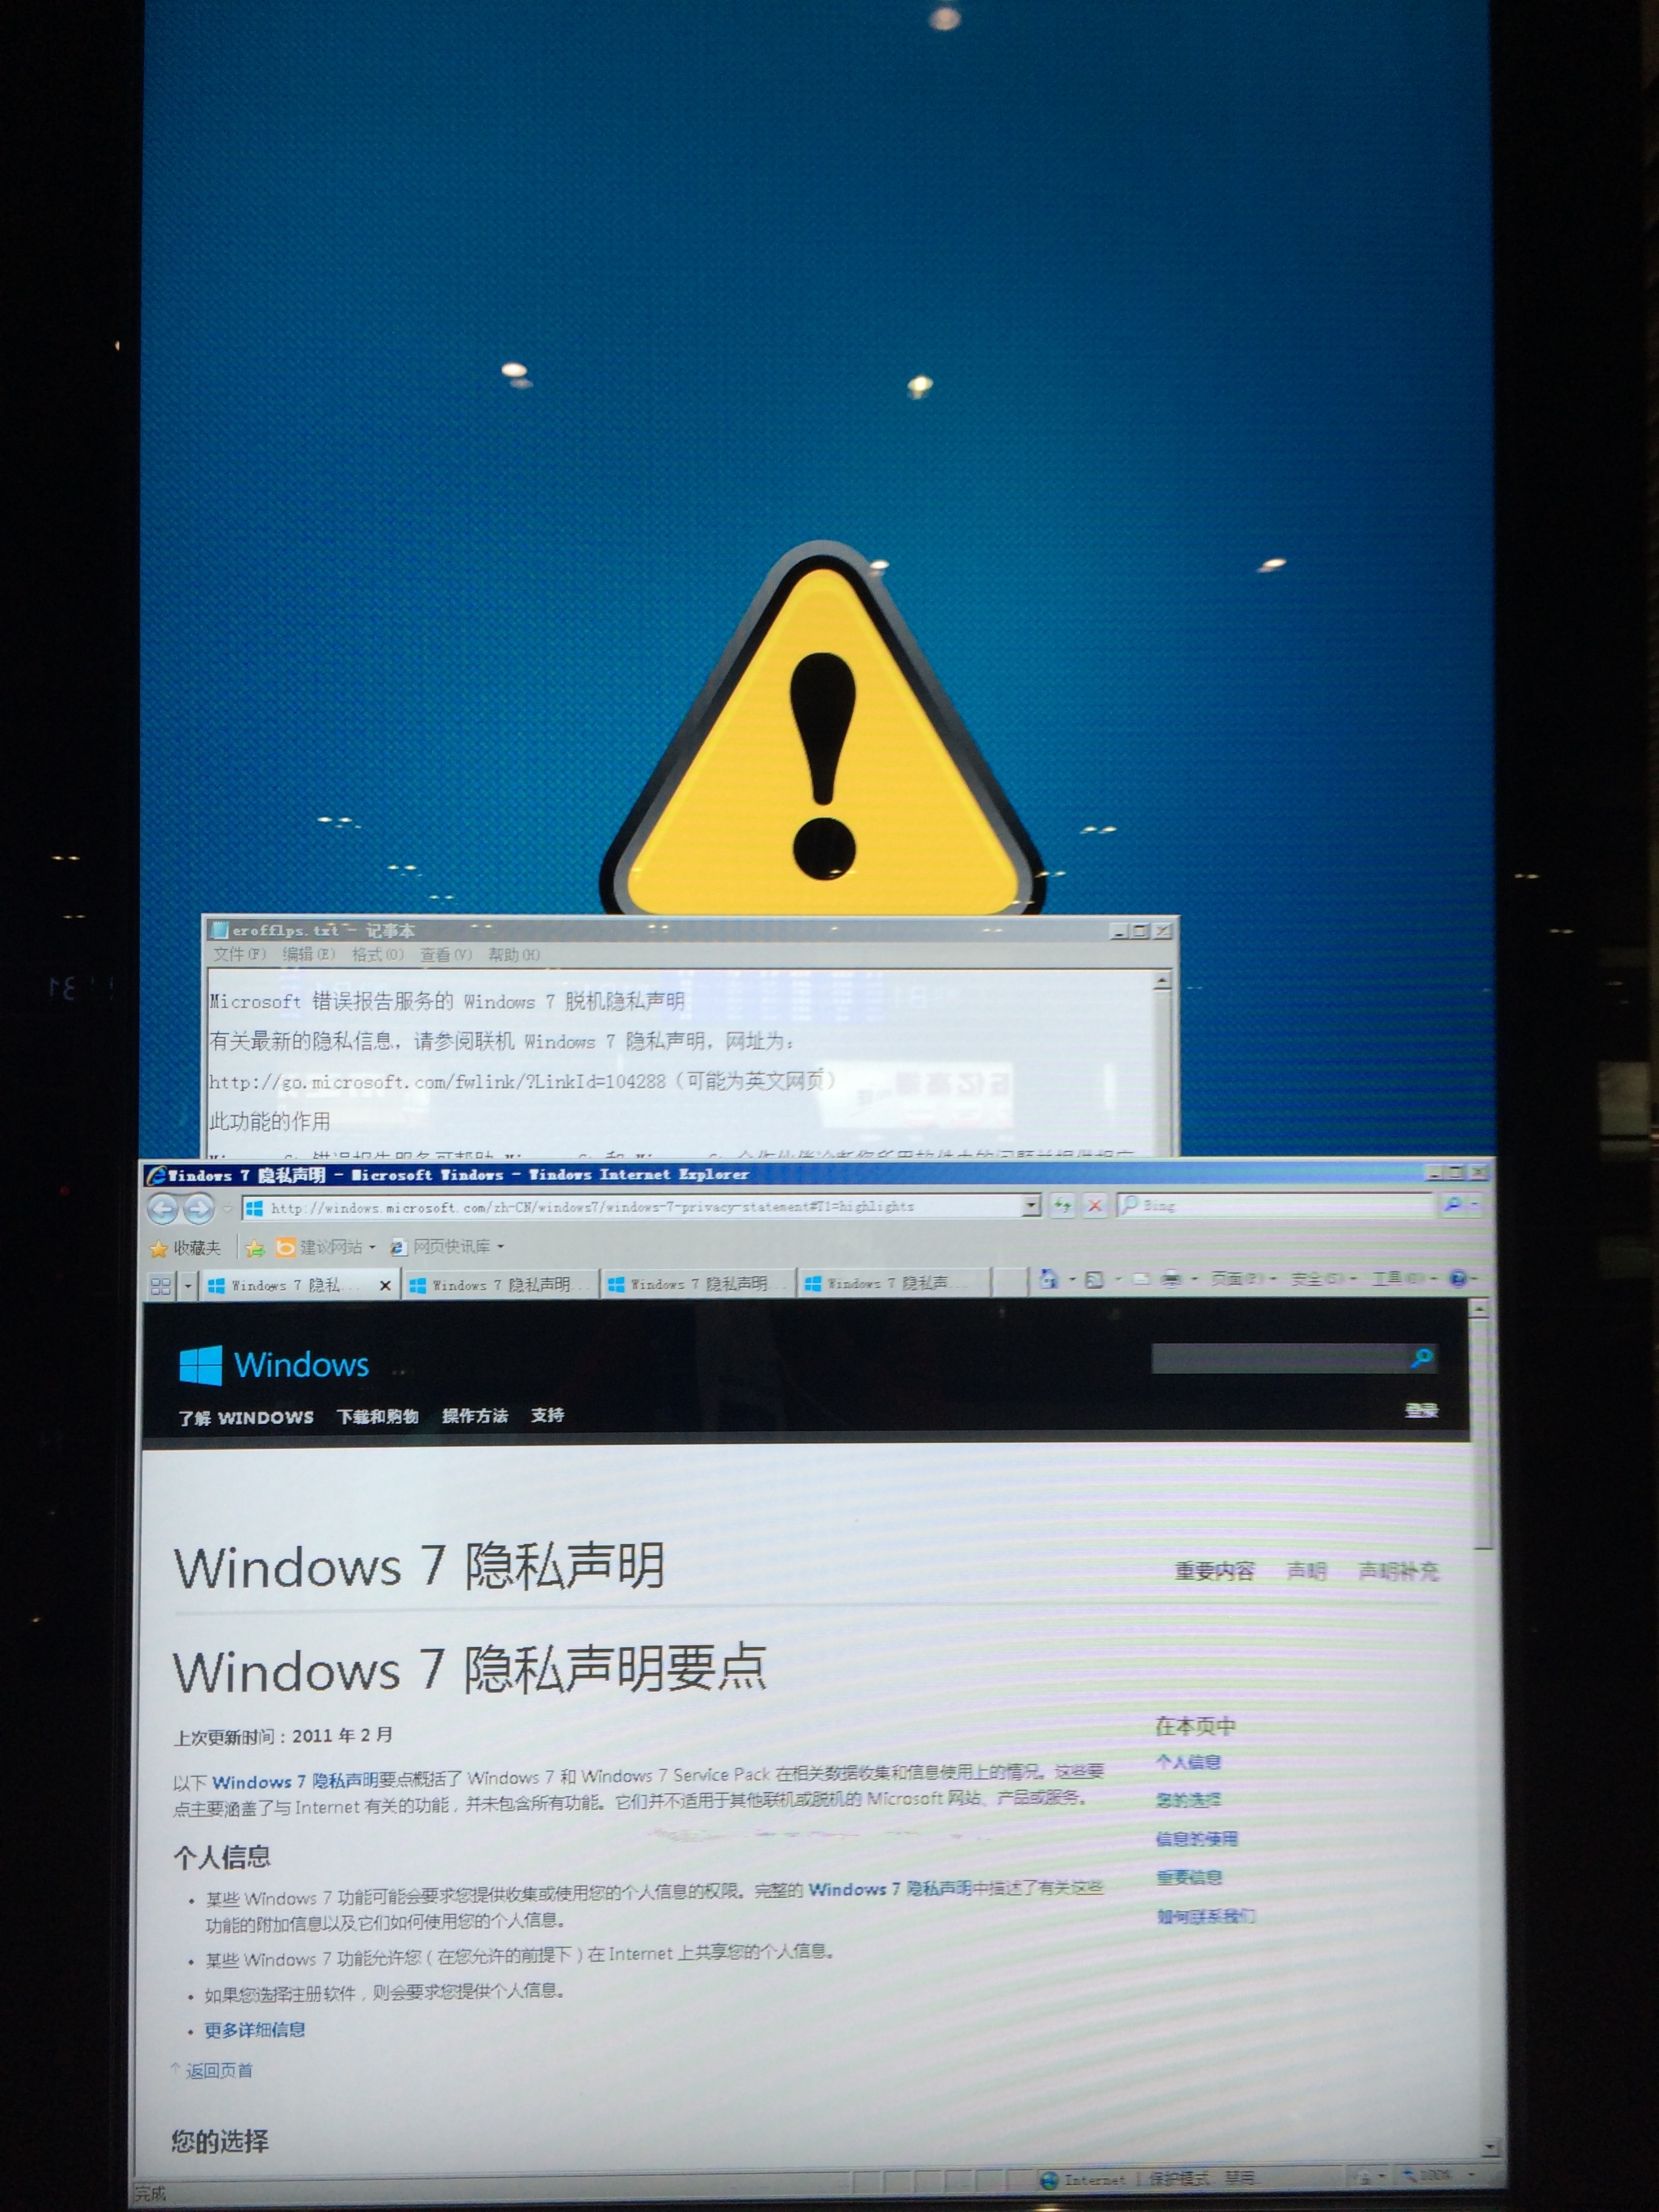 erofflps.txt - 记事本
文件(F) 编辑(E) 格式(O) 查看(V) 帮助(H)
Microsoft 错误报告服务的 Windows 7 脱机隐私声明
有关最新的隐私信息，请参阅联机 Windows 7 隐私声明，网址为：
http://go.microsoft.com/fwlink/?LinkId=104288（可能为英文网页）
此功能的作用
Windows 7 隐私声明 - Microsoft Windows - Windows Internet Explorer
http://windows.microsoft.com/zh-CN/windows7/windows-7-privacy-statement#T1=highlights
Bing
收藏夹 建议网站 网页快讯库
Windows 7 隐私... Windows 7 隐私声明... Windows 7 隐私声明... Windows 7 隐私声... 页面(P) 安全(S) 工具(O)
Windows
了解 WINDOWS 下载和购物 操作方法 支持 登录
Windows 7 隐私声明 重要内容 声明 声明补充
Windows 7 隐私声明要点
上次更新时间：2011 年 2 月
以下 Windows 7 隐私声明要点概括了 Windows 7 和 Windows 7 Service Pack 在相关数据收集和信息使用上的情况。这些要
点主要涵盖了与 Internet 有关的功能，并未包含所有功能。它们并不适用于其他联机或脱机的 Microsoft 网站、产品或服务。
个人信息
• 某些 Windows 7 功能可能会要求您提供收集或使用您的个人信息的权限。完整的 Windows 7 隐私声明中描述了有关这些
功能的附加信息以及它们如何使用您的个人信息。
• 某些 Windows 7 功能允许您（在您允许的前提下）在 Internet 上共享您的个人信息。
• 如果您选择注册软件，则会要求您提供个人信息。
• 更多详细信息
↑ 返回页首
您的选择
在本页中
个人信息
您的选择
信息的使用
重要信息
如何联系我们
完成 Internet | 保护模式: 禁用 100%